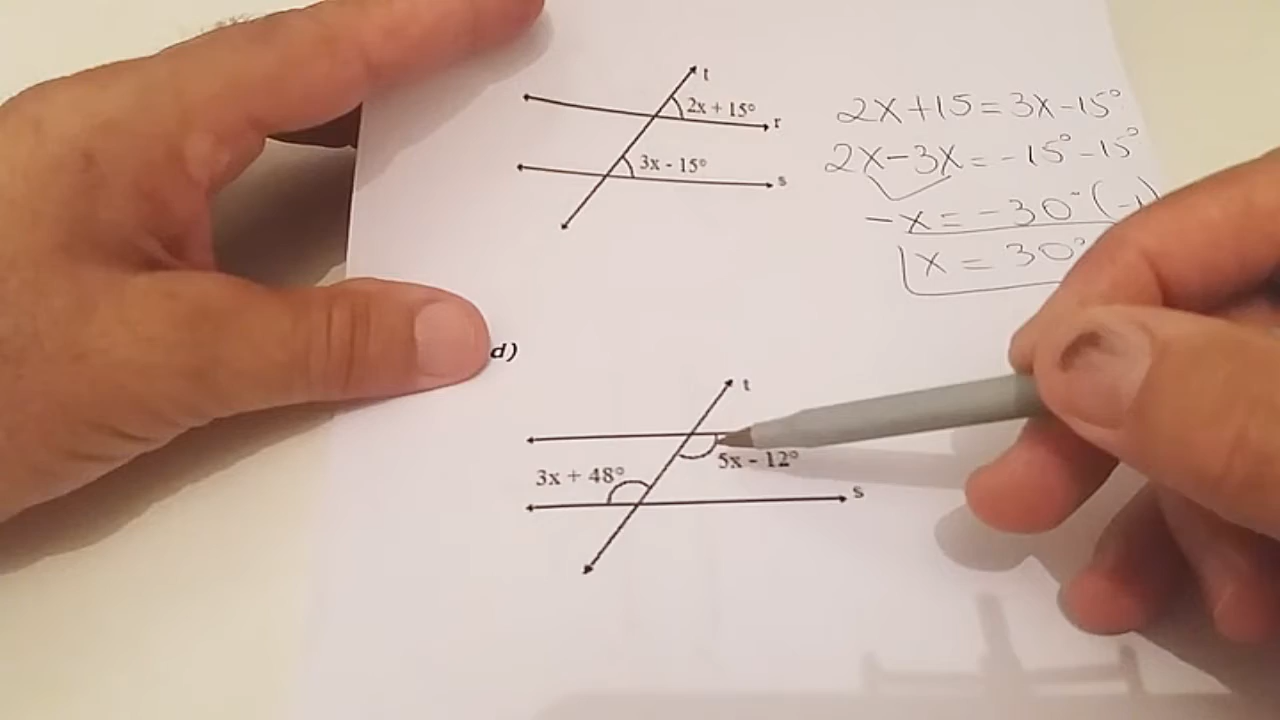 t
2x + 15°
r
3x - 15°
s
2X+15=3X-15°
2X-3X=-15°-15°
-X=-30°(-1)
X=30°
d)
t
5x - 12°
3x + 48°
s